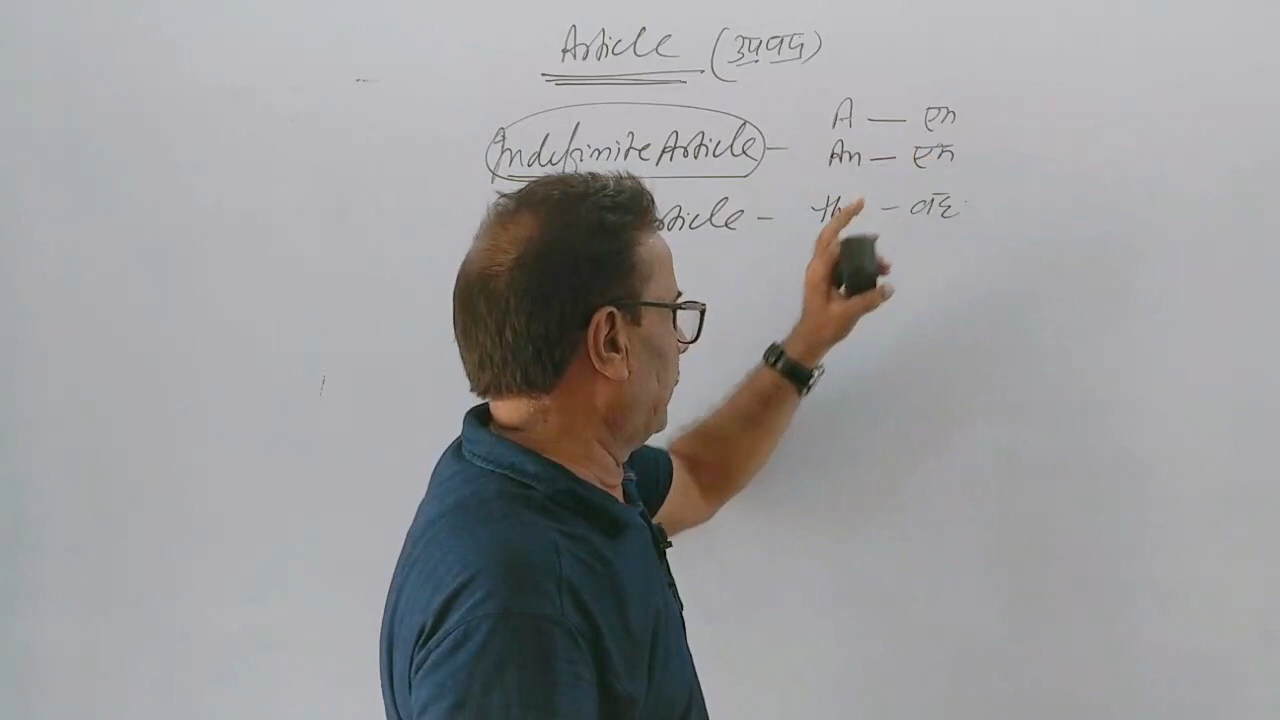 Article (उपपद)
Indefinite Article - A — एक
An — एक
Article - - वह